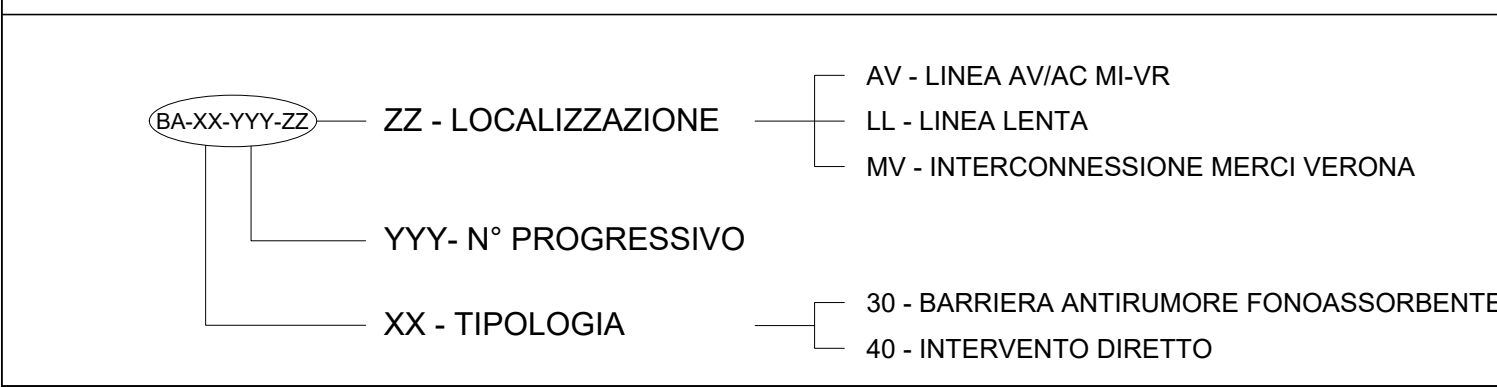 BA-XX-YYY-ZZ
ZZ - LOCALIZZAZIONE
AV - LINEA AV/AC MI-VR
LL - LINEA LENTA
MV - INTERCONNESSIONE MERCI VERONA
YYY- N° PROGRESSIVO
XX - TIPOLOGIA
30 - BARRIERA ANTIRUMORE FONOASSORBENTE
40 - INTERVENTO DIRETTO